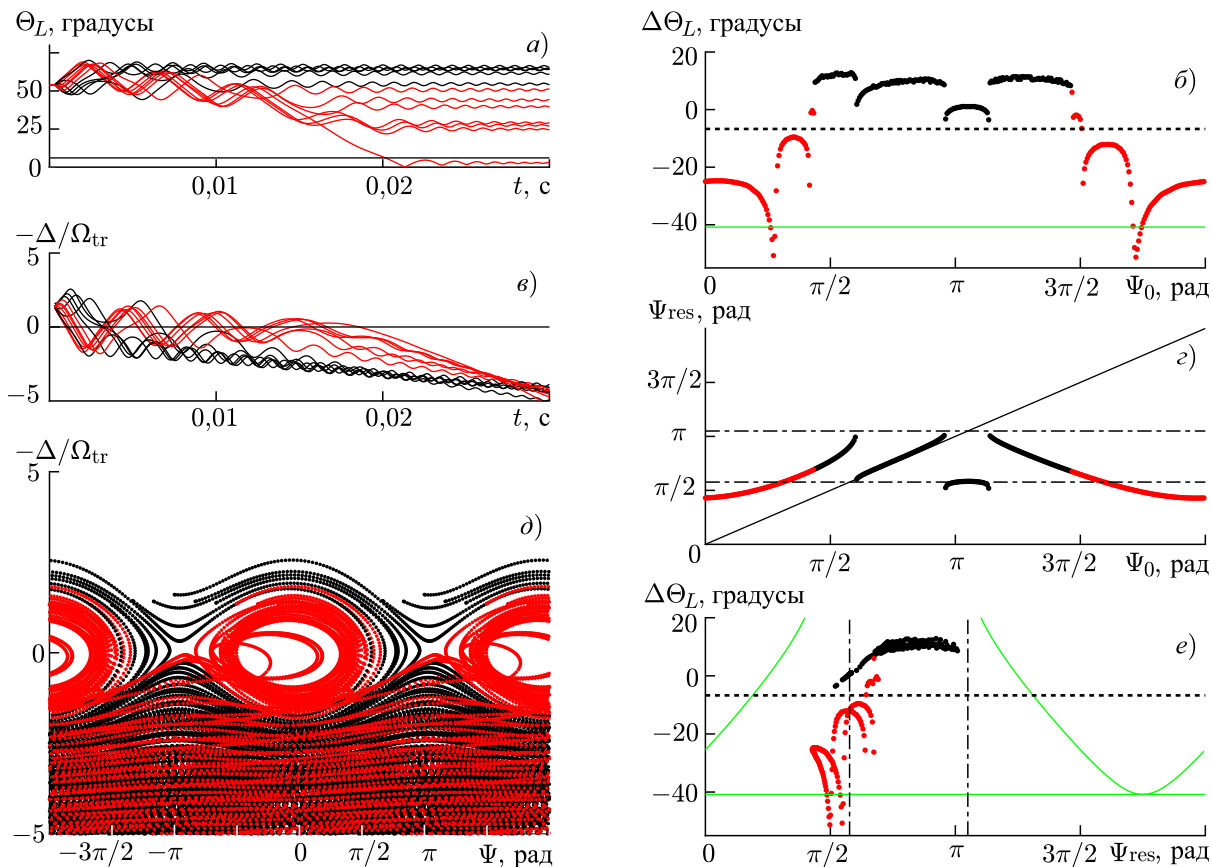 Θ_L, градусы
а)
50
25
0
0,01
0,02
t, с
−Δ/Ω_tr
5
в)
0
−5
0,01
0,02
t, с
−Δ/Ω_tr
5
д)
0
−5
−3π/2
−π
0
π/2
π
Ψ, рад
ΔΘ_L, градусы
20
б)
0
−20
−40
0
π/2
π
3π/2
Ψ_0, рад
Ψ_res, рад
г)
3π/2
π
π/2
0
π/2
π
3π/2
Ψ_0, рад
ΔΘ_L, градусы
20
е)
0
−20
−40
0
π/2
π
3π/2
Ψ_res, рад